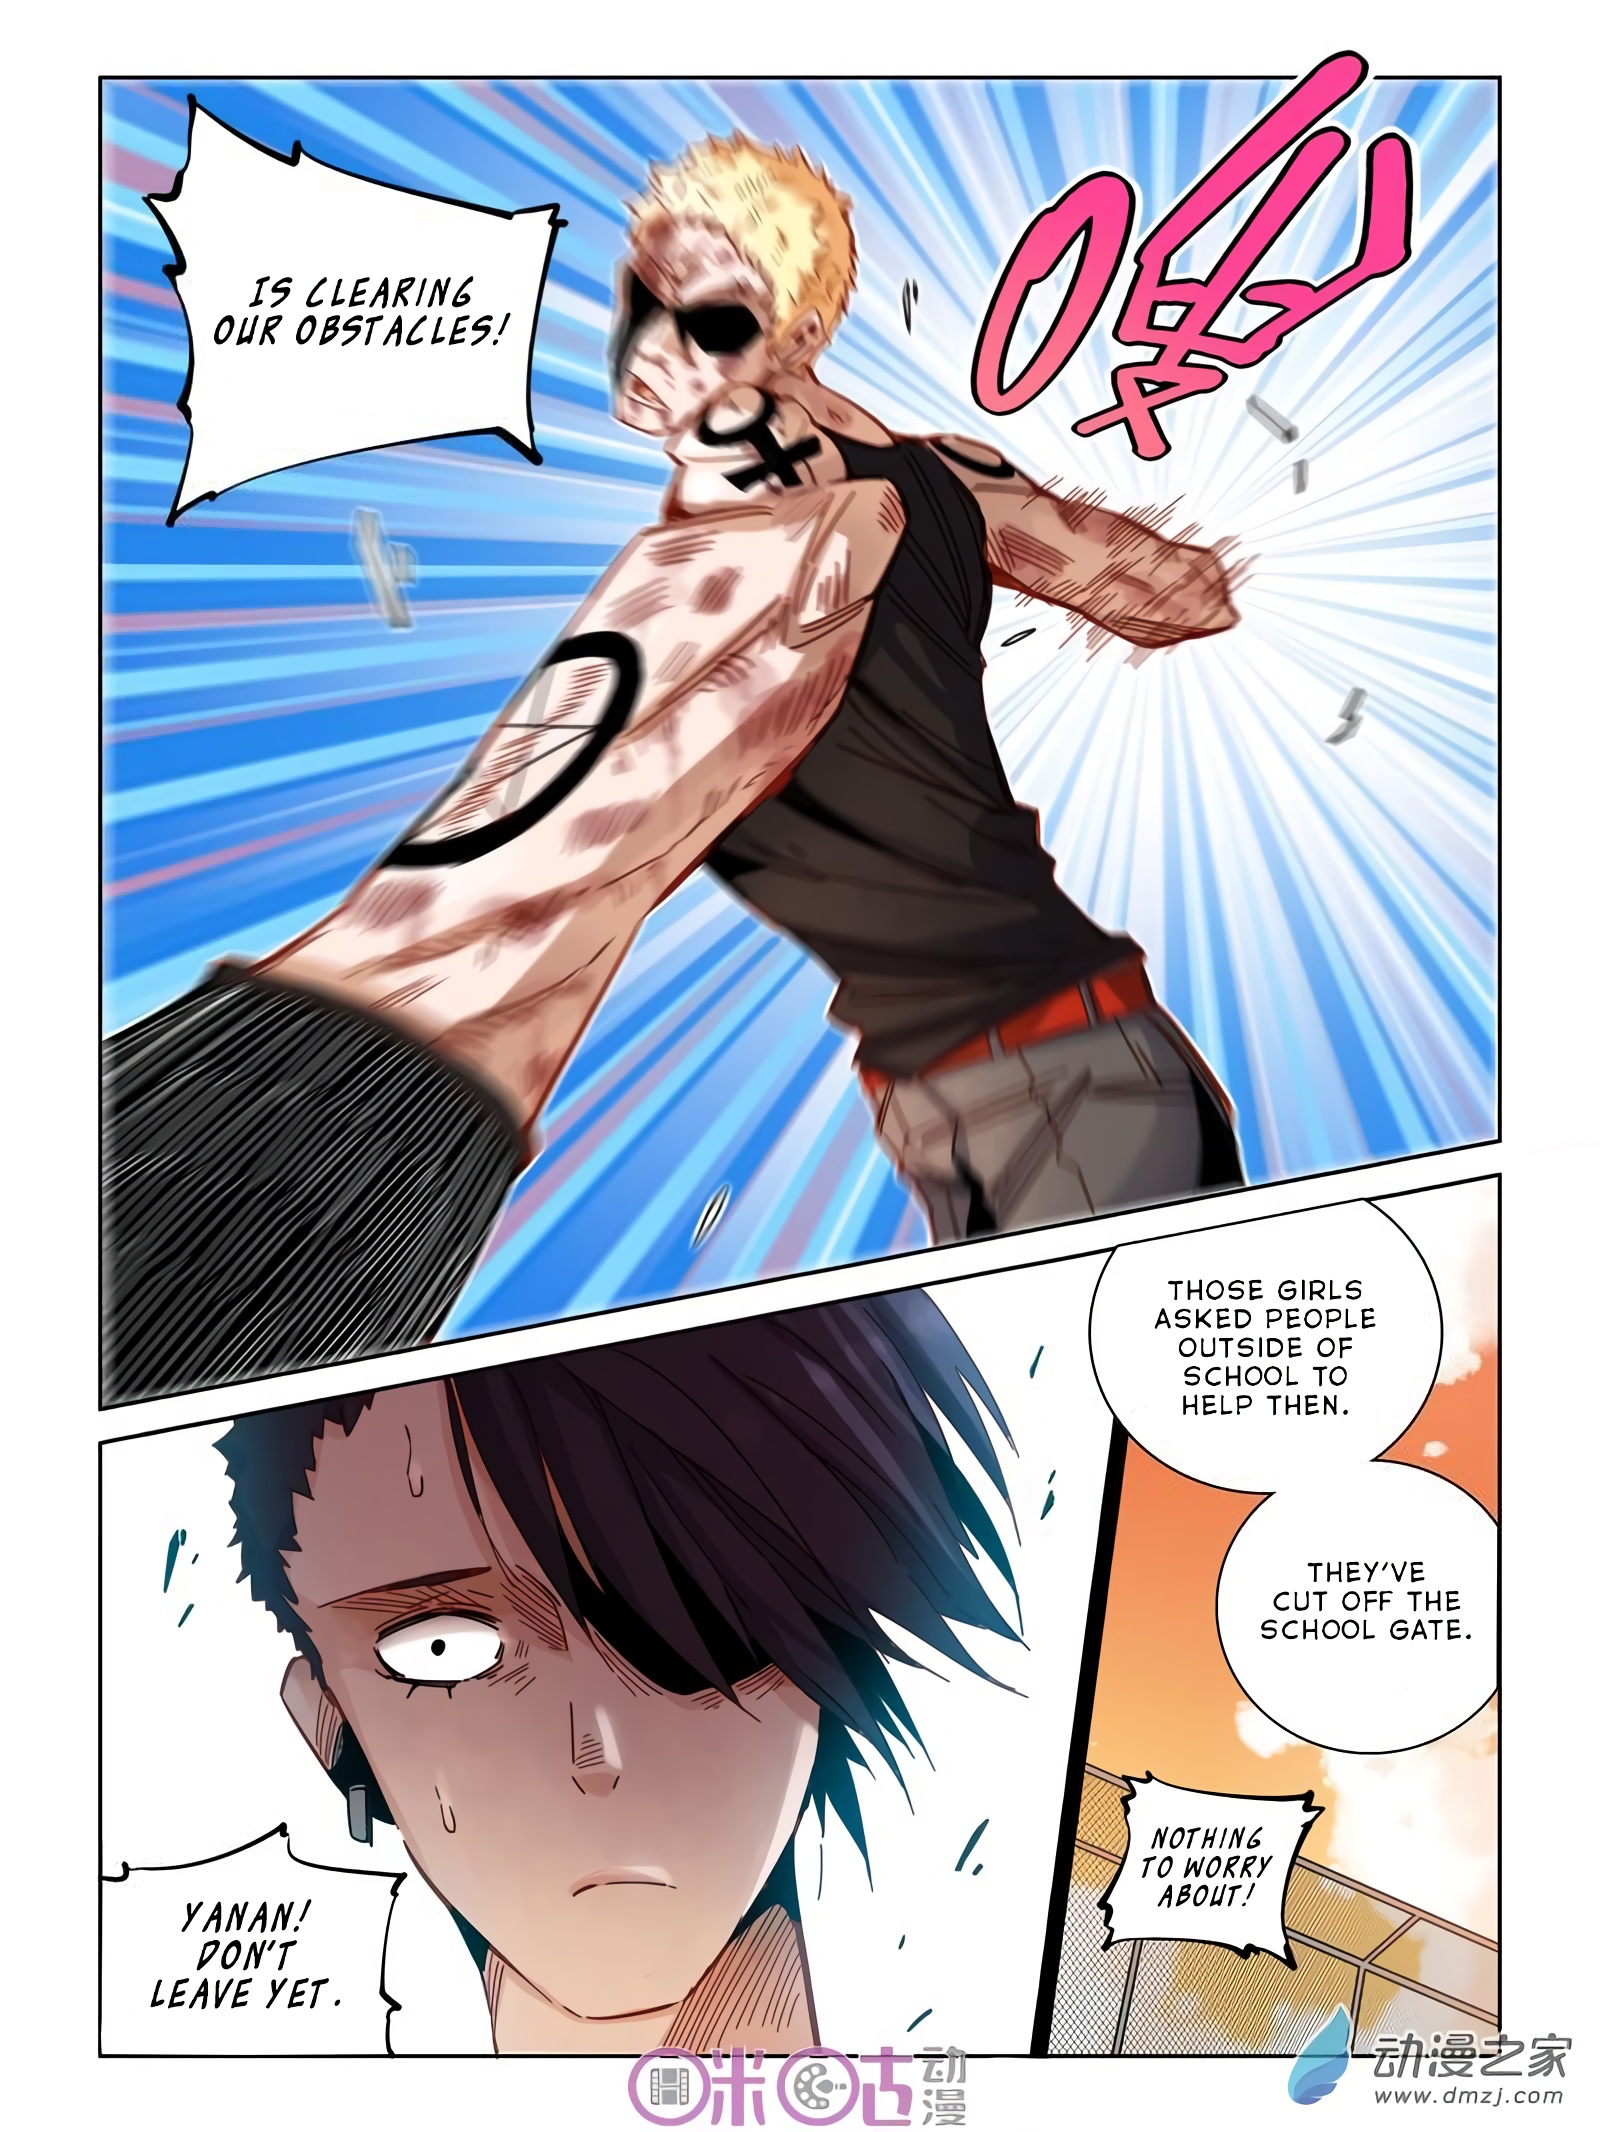 IS CLEARING
OUR OBSTACLES!
THOSE GIRLS
ASKED PEOPLE
OUTSIDE OF
SCHOOL TO
HELP THEN.
THEY'VE
CUT OFF THE
SCHOOL GATE.
NOTHING
TO WORRY
ABOUT!
YANAN!
DON'T
LEAVE YET.
咪咕动漫
动漫之家
www.dmzj.com